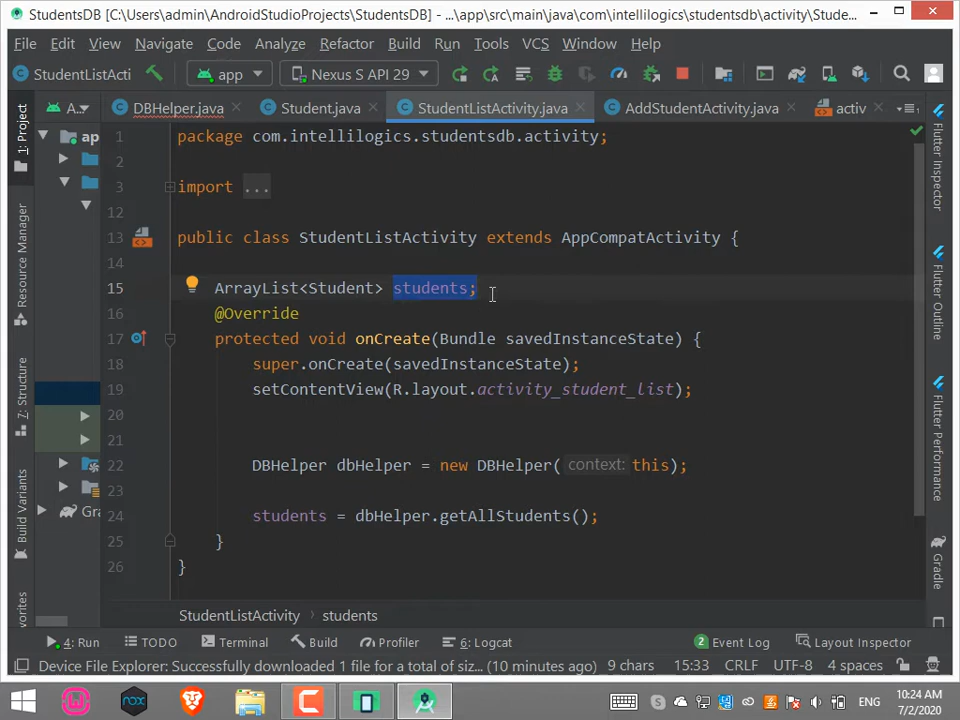 StudentsDB [C:\Users\admin\AndroidStudioProjects\StudentsDB] - ...\app\src\main\java\com\intellilogics\studentsdb\activity\Stude...
File Edit View Navigate Code Analyze Refactor Build Run Tools VCS Window Help
StudentListActi app Nexus S API 29
A... DBHelper.java Student.java StudentListActivity.java AddStudentActivity.java activ
1: Project
Resource Manager
7: Structure
Build Variants
vorites
ap
Gra
1 package com.intellilogics.studentsdb.activity;
2
3 import ...
12
13 public class StudentListActivity extends AppCompatActivity {
14
15 ArrayList<Student> students;
16 @Override
17 protected void onCreate(Bundle savedInstanceState) {
18 super.onCreate(savedInstanceState);
19 setContentView(R.layout.activity_student_list);
20
21
22 DBHelper dbHelper = new DBHelper( context: this);
23
24 students = dbHelper.getAllStudents();
25 }
26 }
Flutter Inspector
Flutter Outline
Flutter Performance
Gradle
StudentListActivity › students
4: Run TODO Terminal Build Profiler 6: Logcat 2 Event Log Layout Inspector
Device File Explorer: Successfully downloaded 1 file for a total of siz... (10 minutes ago) 9 chars 15:33 CRLF UTF-8 4 spaces
nox ENG 10:24 AM
7/2/2020